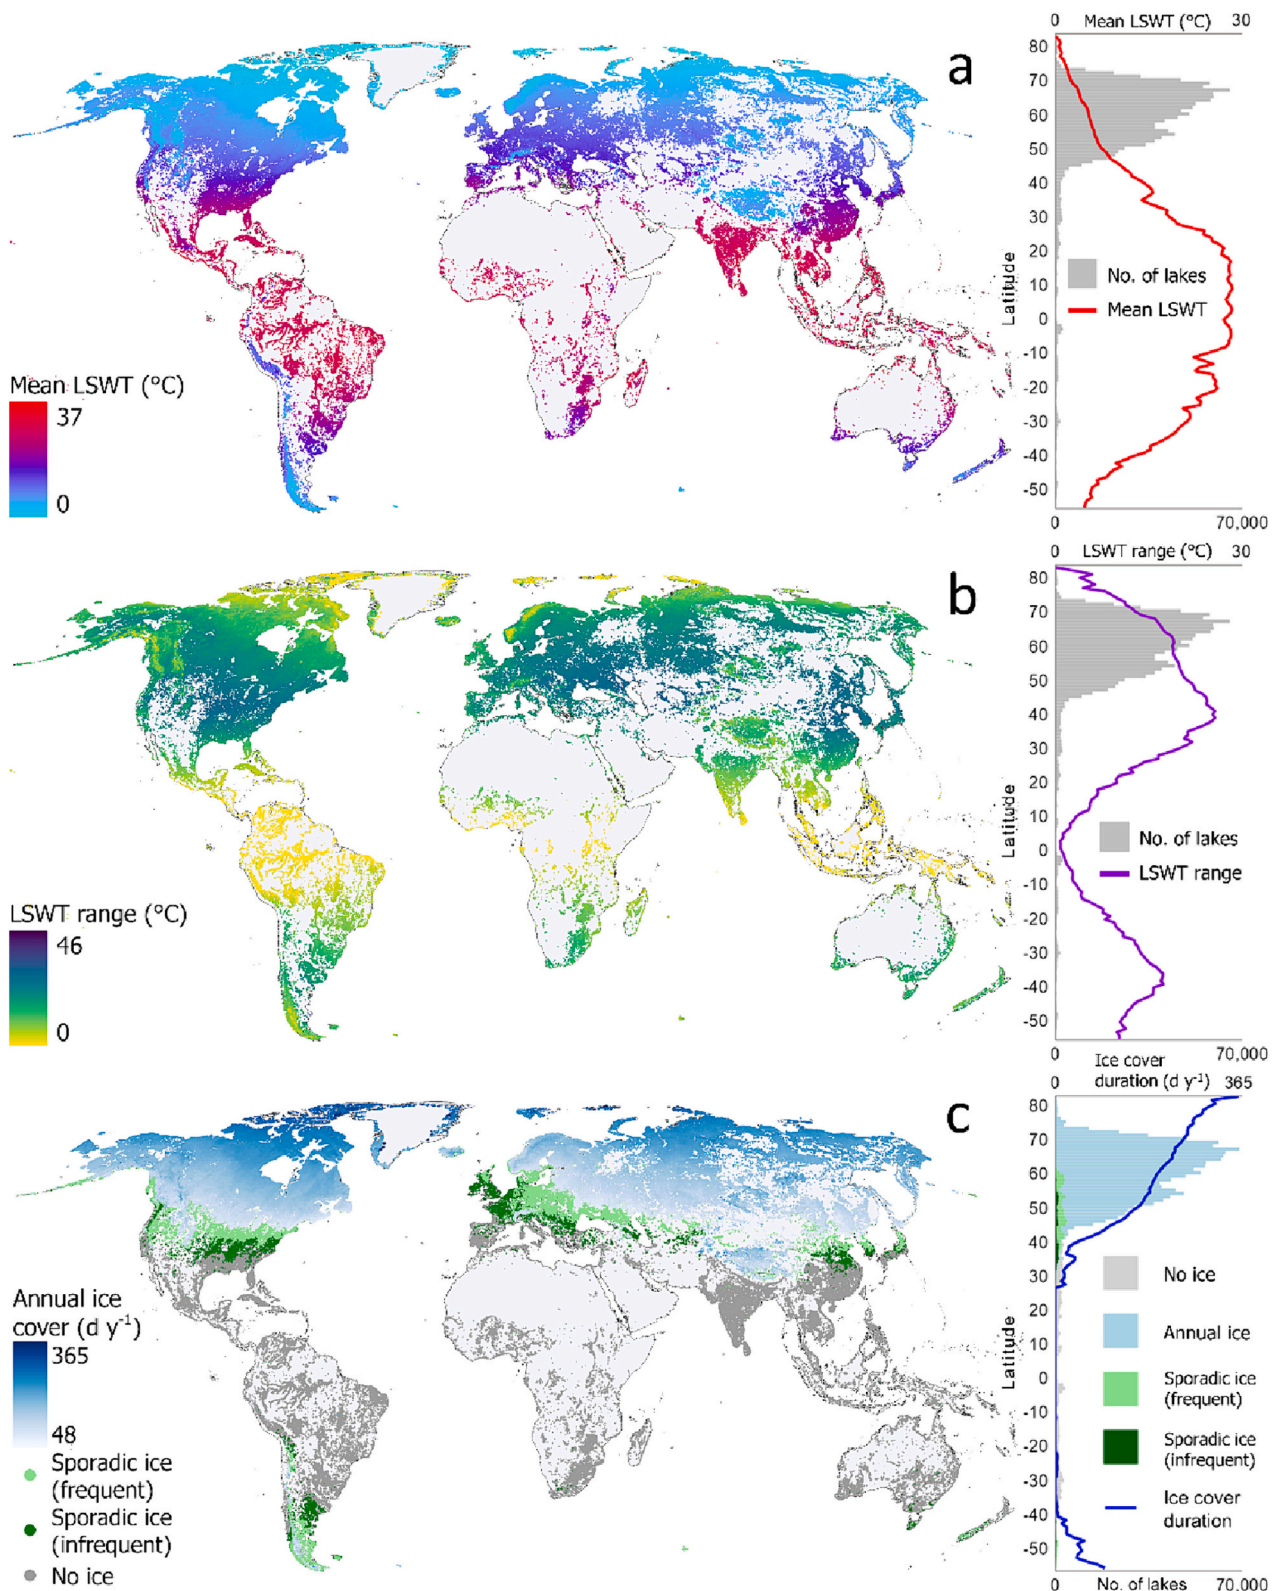 a
Mean LSWT (°C)
37
0
0 Mean LSWT (°C) 30
80
70
60
50
40
30
20
10
0
-10
-20
-30
-40
-50
Latitude
No. of lakes
Mean LSWT
0 70,000
b
LSWT range (°C)
46
0
0 LSWT range (°C) 30
80
70
60
50
40
30
20
10
0
-10
-20
-30
-40
-50
Latitude
No. of lakes
LSWT range
0 70,000
c
Annual ice
cover (d y⁻¹)
365
48
Sporadic ice
(frequent)
Sporadic ice
(infrequent)
No ice
Ice cover
0 duration (d y⁻¹) 365
80
70
60
50
40
30
20
10
0
-10
-20
-30
-40
-50
Latitude
No ice
Annual ice
Sporadic ice
(frequent)
Sporadic ice
(infrequent)
Ice cover
duration
0 No. of lakes 70,000